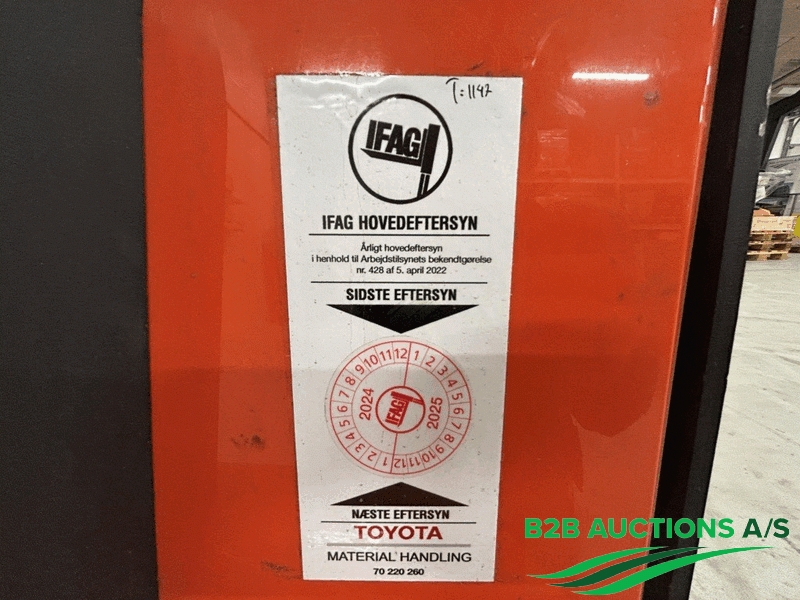 T:1147
IFAG
IFAG HOVEDEFTERSYN
Årligt hovedeftersyn
i henhold til Arbejdstilsynets bekendtgørelse
nr. 428 af 5. april 2022
SIDSTE EFTERSYN
1 2 3 4 5 6 7 8 9 10 11 12
2025
1 2 3 4 5 6 7 8 9 10 11 12
2024
IFAG
NÆSTE EFTERSYN
TOYOTA
MATERIAL HANDLING
70 220 260
B2B AUCTIONS A/S